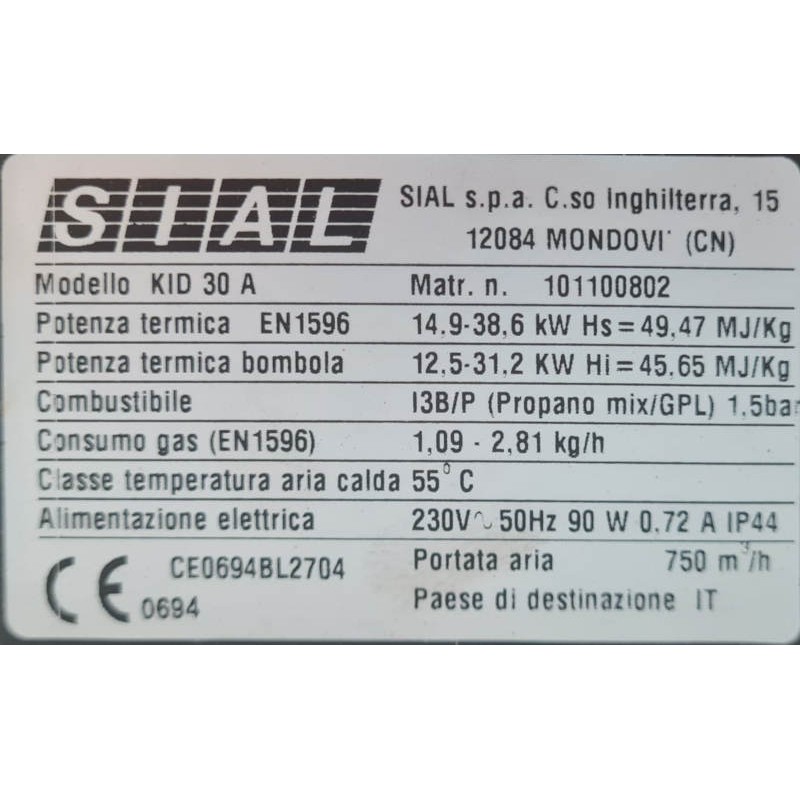 SIAL
SIAL s.p.a. C.so Inghilterra, 15
12084 MONDOVI' (CN)
Modello KID 30 A Matr. n. 101100802
Potenza termica EN1596 14.9-38,6 kW Hs=49,47 MJ/Kg
Potenza termica bombola 12,5-31,2 KW Hi=45,65 MJ/Kg
Combustibile I3B/P (Propano mix/GPL) 1,5bar
Consumo gas (EN1596) 1,09 - 2,81 kg/h
Classe temperatura aria calda 55°C
Alimentazione elettrica 230V~ 50Hz 90 W 0.72 A IP44
CE CE0694BL2704
0694
Portata aria 750 m³/h
Paese di destinazione IT